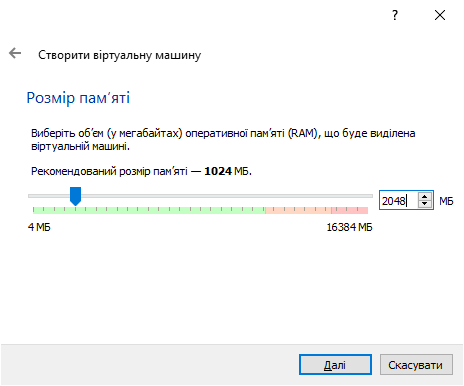 ?
Створити віртуальну машину
Розмір пам’яті
Виберіть об’єм (у мегабайтах) оперативної пам’яті (RAM), що буде виділена
віртуальній машині.
Рекомендований розмір пам’яті — 1024 МБ.
2048 МБ
4 МБ 16384 МБ
Далі Скасувати